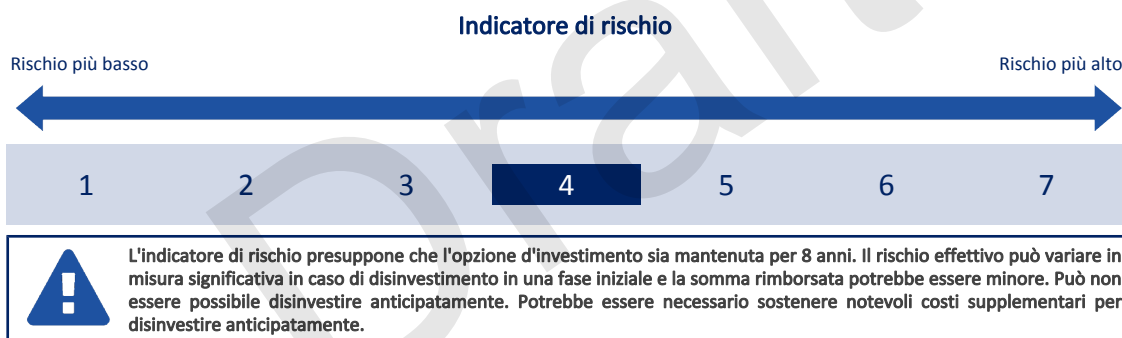 Indicatore di rischio
Rischio più basso
Rischio più alto
1 2 3 4 5 6 7
L'indicatore di rischio presuppone che l'opzione d'investimento sia mantenuta per 8 anni. Il rischio effettivo può variare in
misura significativa in caso di disinvestimento in una fase iniziale e la somma rimborsata potrebbe essere minore. Può non
essere possibile disinvestire anticipatamente. Potrebbe essere necessario sostenere notevoli costi supplementari per
disinvestire anticipatamente.
Draft